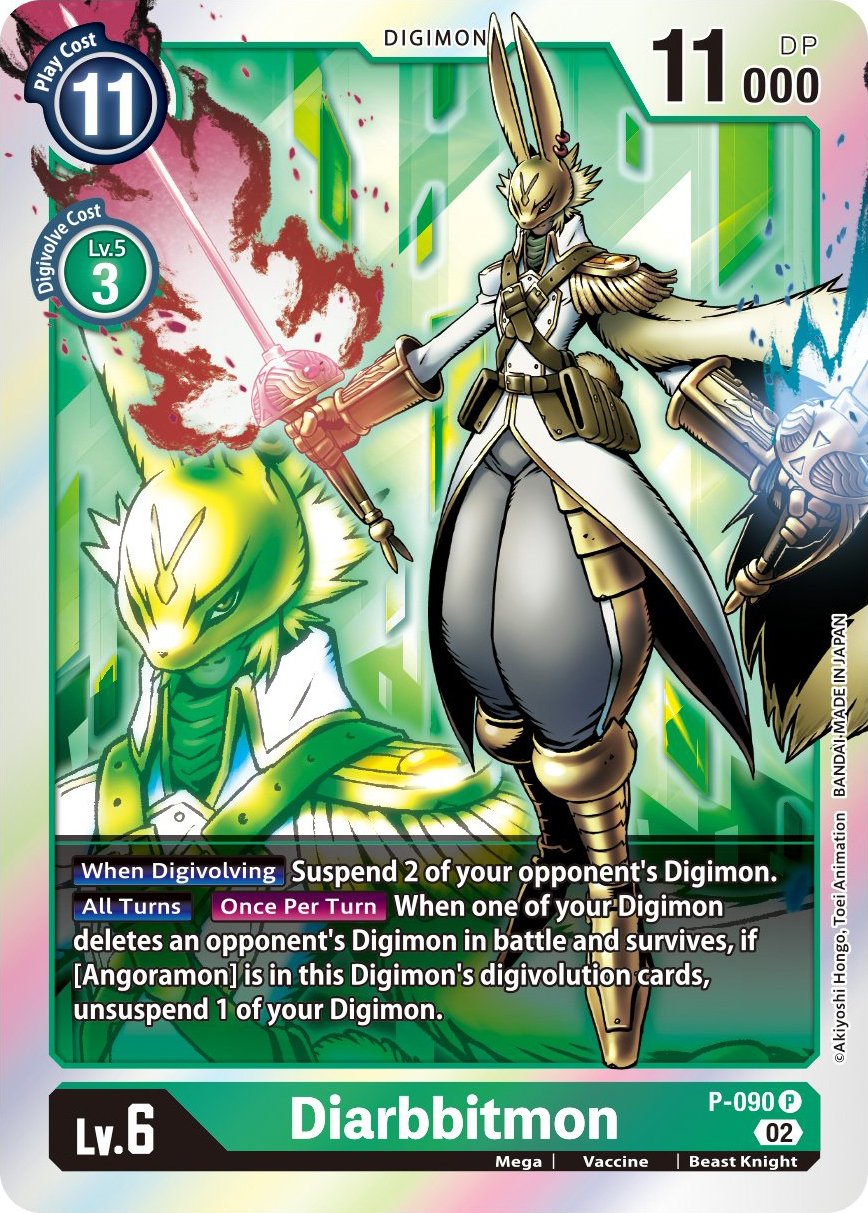 DIGIMON
Play Cost
11
11000
DP
Digivolve Cost
Lv.5
3
When Digivolving Suspend 2 of your opponent's Digimon.
All Turns Once Per Turn When one of your Digimon
deletes an opponent's Digimon in battle and survives, if
[Angoramon] is in this Digimon's digivolution cards,
unsuspend 1 of your Digimon.
©Akiyoshi Hongo, Toei Animation BANDAI MADE IN JAPAN
Lv.6
Diarbbitmon
P-090 P
02
Mega | Vaccine | Beast Knight